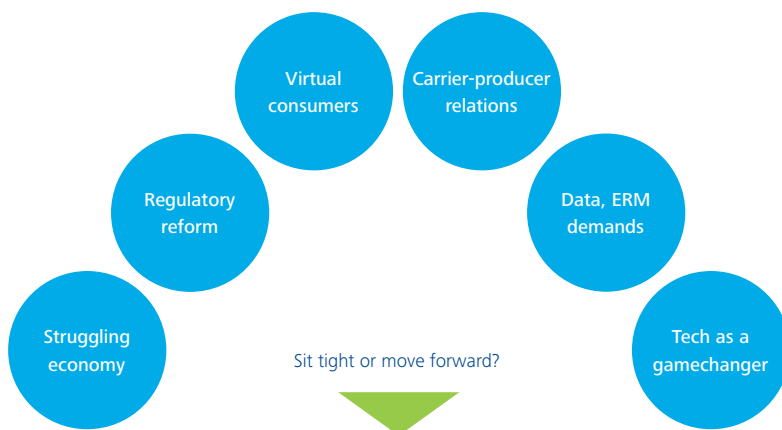 Virtual
consumers
Carrier-producer
relations
Regulatory
reform
Data, ERM
demands
Struggling
economy
Sit tight or move forward?
Tech as a
gamechanger